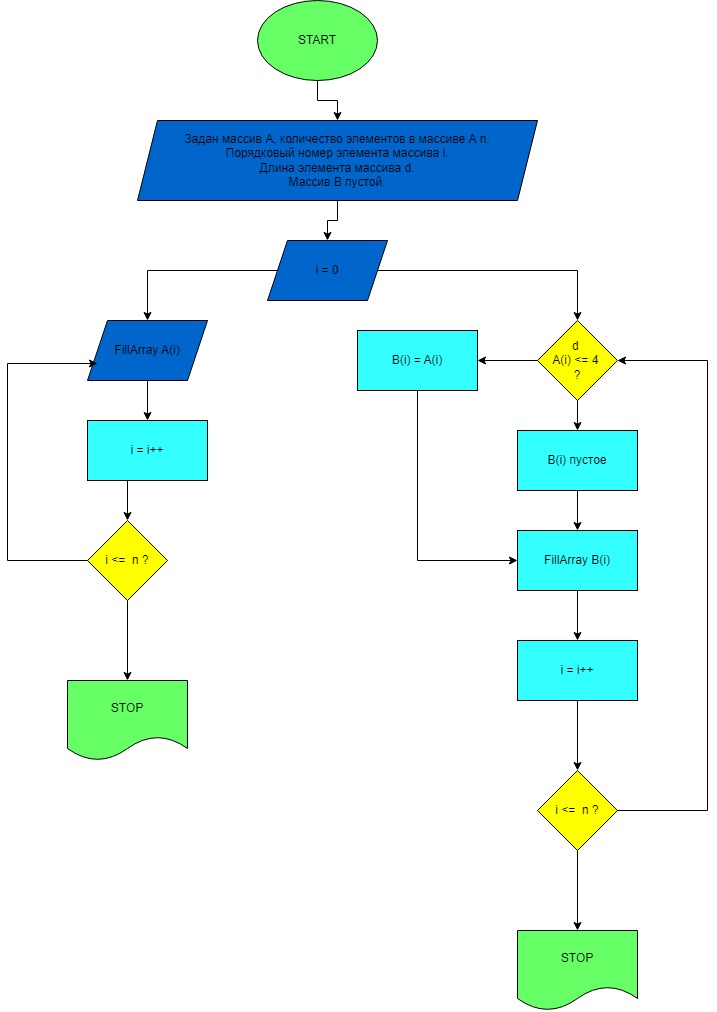 START
Задан массив А, количество элементов в массиве А n.
Порядковый номер элемента массива i.
Длина элемента массива d.
Массив В пустой.
i = 0
FillArray A(i)
i = i++
i <= n ?
STOP
d
A(i) <= 4
?
B(i) = A(i)
B(i) пустое
FillArray B(i)
i = i++
i <= n ?
STOP